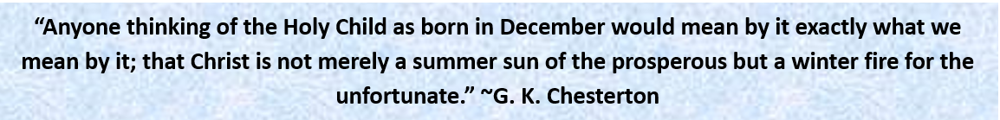 “Anyone thinking of the Holy Child as born in December would mean by it exactly what we
mean by it; that Christ is not merely a summer sun of the prosperous but a winter fire for the
unfortunate.” ~G. K. Chesterton